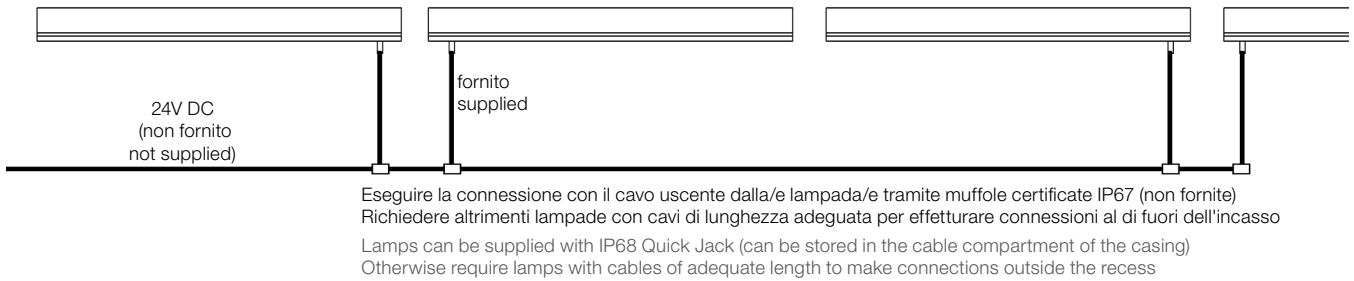 fornito
supplied
24V DC
(non fornito
not supplied)
Eseguire la connessione con il cavo uscente dalla/e lampada/e tramite muffole certificate IP67 (non fornite)
Richiedere altrimenti lampade con cavi di lunghezza adeguata per effetturare connessioni al di fuori dell'incasso
Lamps can be supplied with IP68 Quick Jack (can be stored in the cable compartment of the casing)
Otherwise require lamps with cables of adequate length to make connections outside the recess